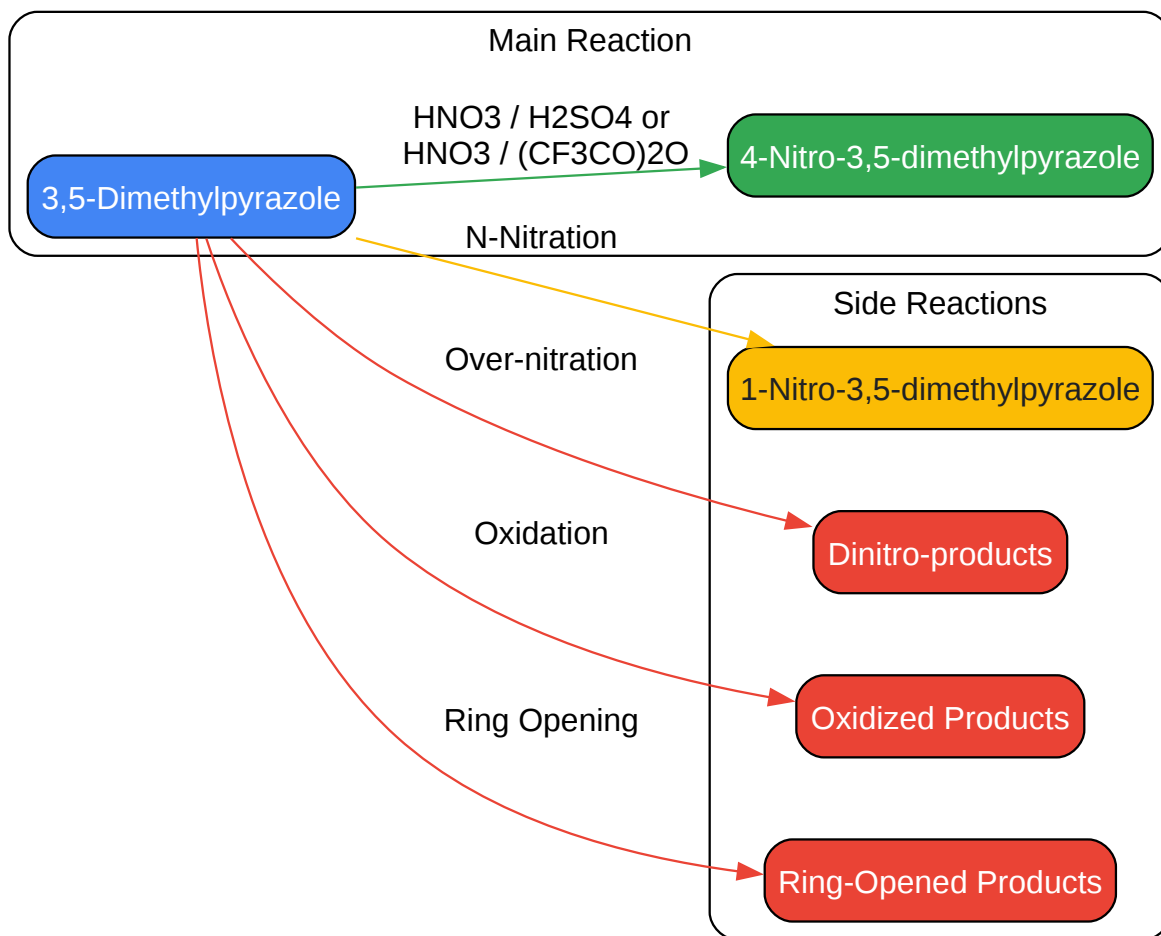 Main Reaction
HNO3 / H2SO4 or
HNO3 / (CF3CO)2O
4-Nitro-3,5-dimethylpyrazole
3,5-Dimethylpyrazole
N-Nitration
Side Reactions
Over-nitration
1-Nitro-3,5-dimethylpyrazole
Oxidation
Dinitro-products
Ring Opening
Oxidized Products
Ring-Opened Products